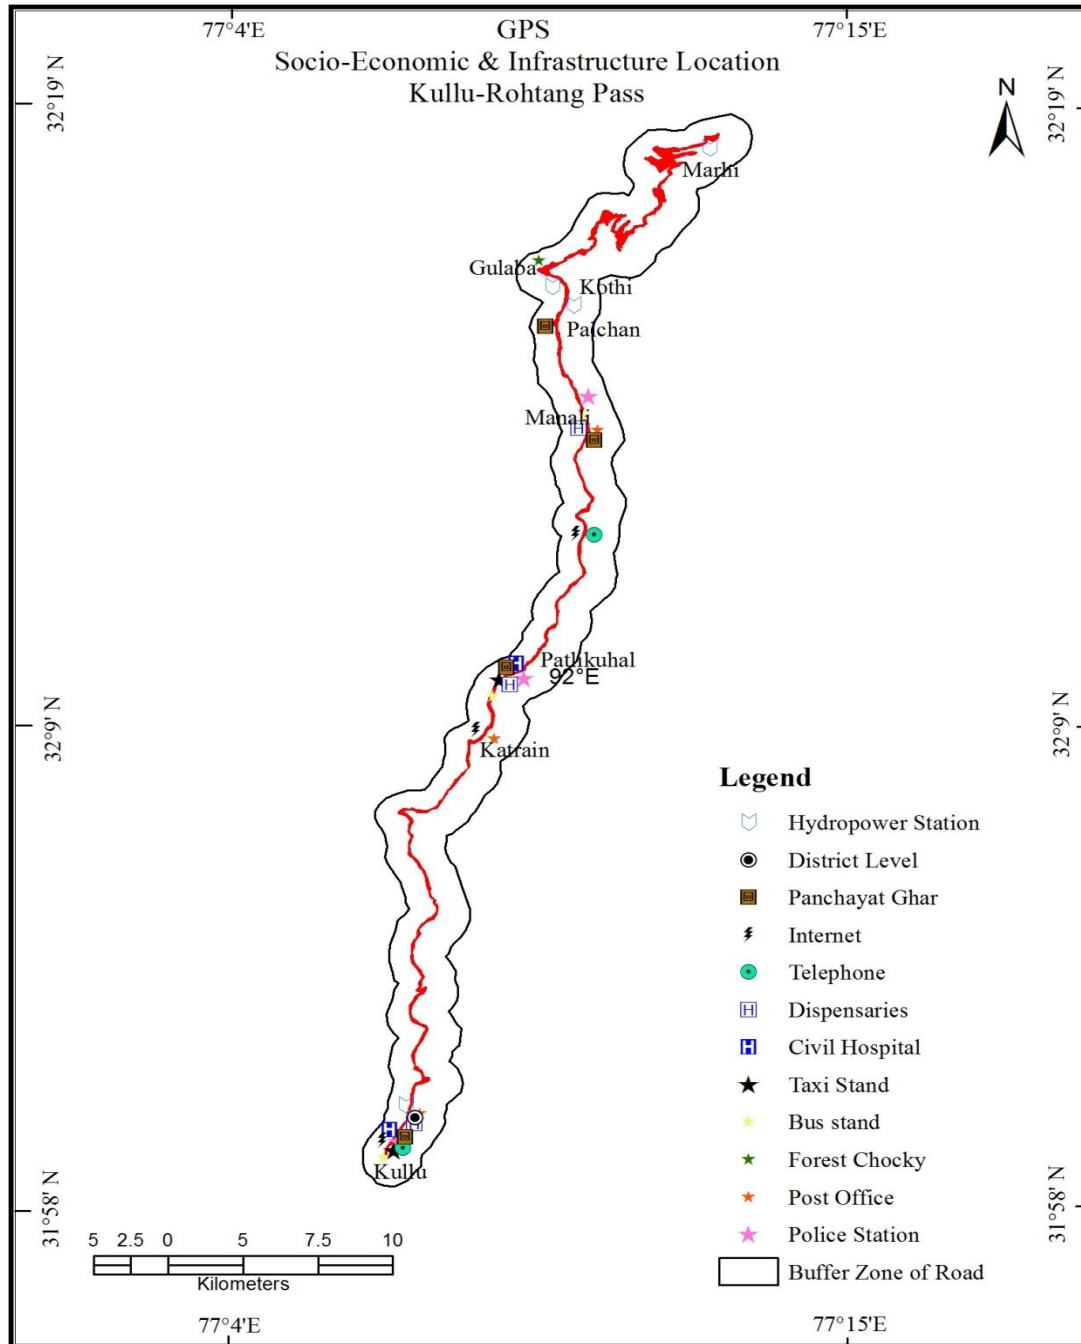 77°4'E
GPS
77°15'E
Socio-Economic & Infrastructure Location
Kullu-Rohtang Pass
32°19' N
32°19' N
N
Marhi
Gulaba
Kothi
Palchan
Manali
Patlikuhal
92°E
32°9' N
32°9' N
Katrain
Legend
Hydropower Station
District Level
Panchayat Ghar
Internet
Telephone
H Dispensaries
H Civil Hospital
Taxi Stand
Bus stand
Forest Chocky
Post Office
Police Station
Buffer Zone of Road
Kullu
31°58' N
31°58' N
5 2.5 0 5 7.5 10
Kilometers
77°4'E
77°15'E